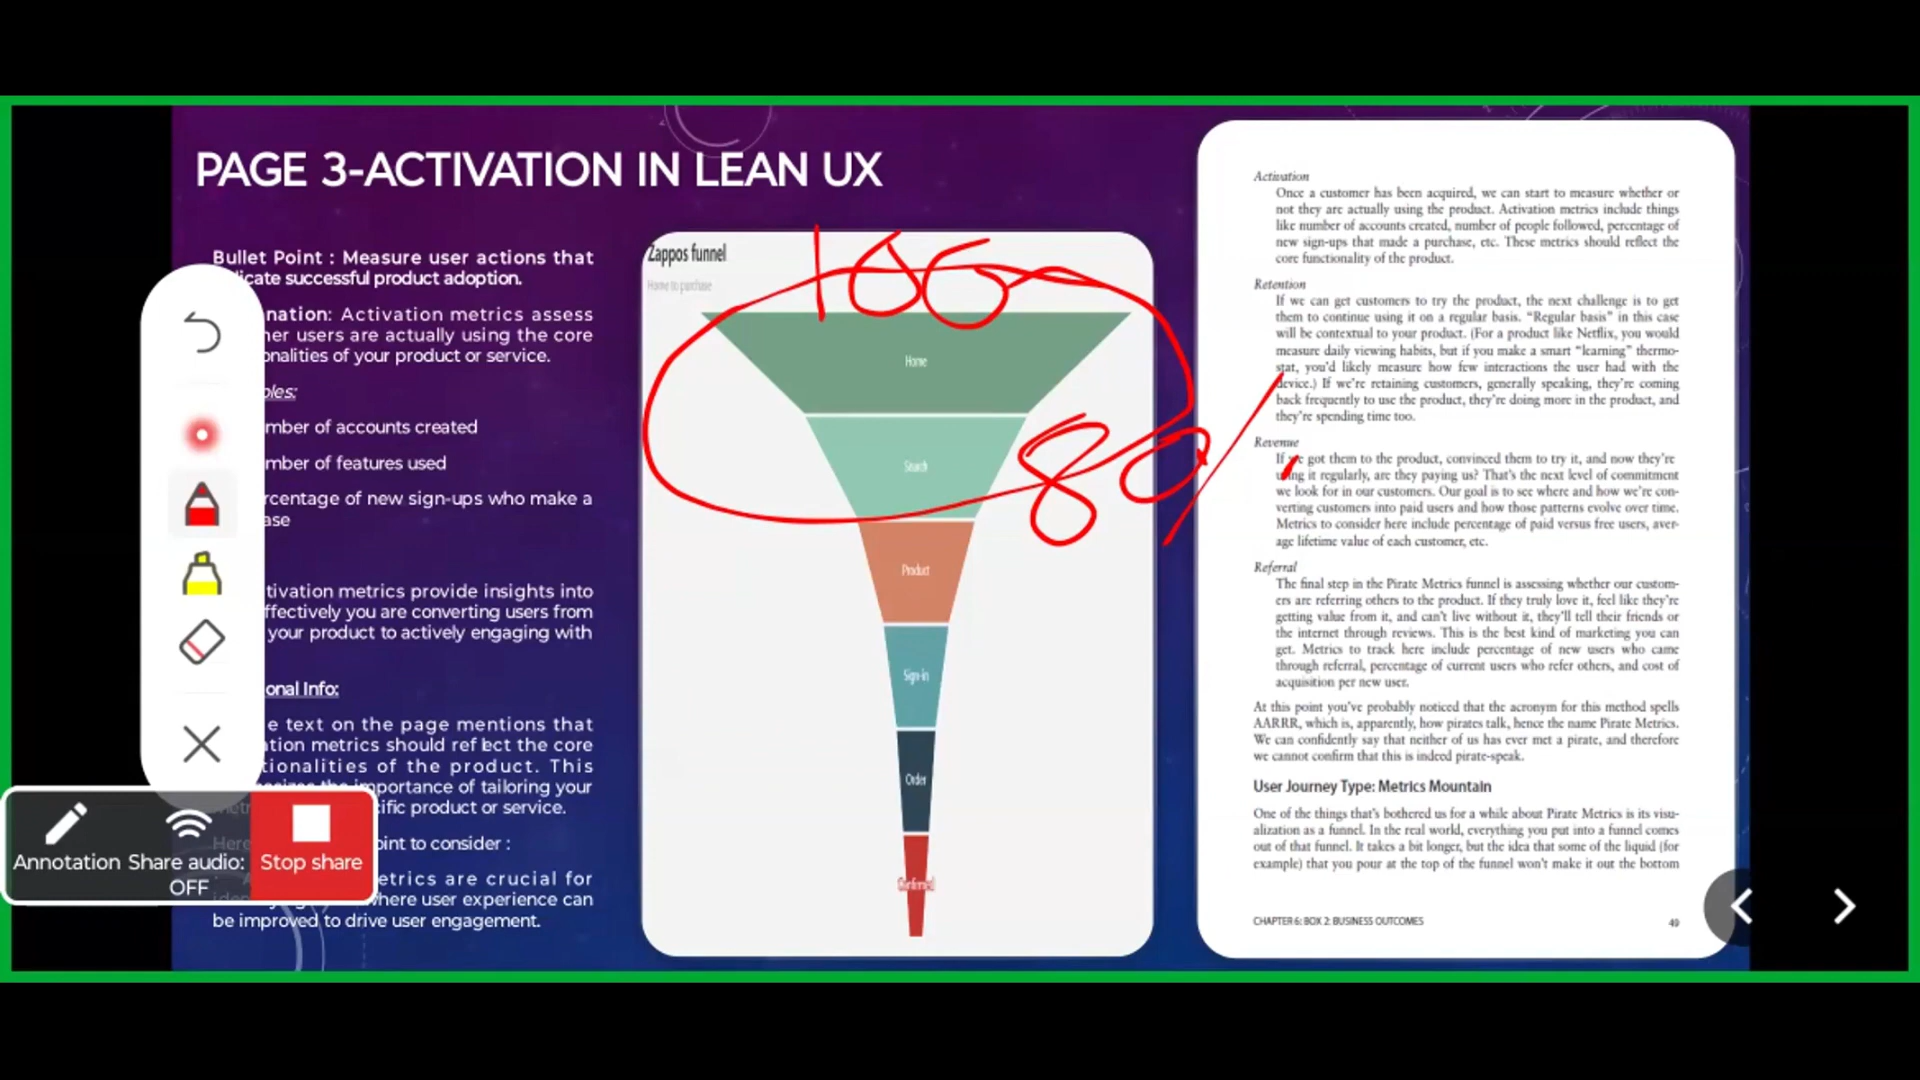 PAGE 3-ACTIVATION IN LEAN UX
Bullet Point : Measure user actions that
icate successful product adoption.
nation: Activation metrics assess
er users are actually using the core
onalities of your product or service.
ples:
mber of accounts created
mber of features used
rcentage of new sign-ups who make a
ase
tivation metrics provide insights into
ffectively you are converting users from
your product to actively engaging with
onal Info:
e text on the page mentions that
ation metrics should reflect the core
tionalities of the product. This
the importance of tailoring your
ific product or service.
Here oint to consider :
etrics are crucial for
where user experience can
be improved to drive user engagement.
Annotation
Share audio:
OFF
Stop share
Zappos funnel
Home to purchase
100
80%
Home
Search
Product
Sign-in
Order
Confirmed
Activation
Once a customer has been acquired, we can start to measure whether or
not they are actually using the product. Activation metrics include things
like number of accounts created, number of people followed, percentage of
new sign-ups that made a purchase, etc. These metrics should reflect the
core functionality of the product.
Retention
If we can get customers to try the product, the next challenge is to get
them to continue using it on a regular basis. “Regular basis” in this case
will be contextual to your product. (For a product like Netflix, you would
measure daily viewing habits, but if you make a smart “learning” thermo-
stat, you’d likely measure how few interactions the user had with the
device.) If we’re retaining customers, generally speaking, they’re coming
back frequently to use the product, they’re doing more in the product, and
they’re spending time too.
Revenue
If we got them to the product, convinced them to try it, and now they’re
using it regularly, are they paying us? That’s the next level of commitment
we look for in our customers. Our goal is to see where and how we’re con-
verting customers into paid users and how those patterns evolve over time.
Metrics to consider here include percentage of paid versus free users, aver-
age lifetime value of each customer, etc.
Referral
The final step in the Pirate Metrics funnel is assessing whether our custom-
ers are referring others to the product. If they truly love it, feel like they’re
getting value from it, and can’t live without it, they’ll tell their friends or
the internet through reviews. This is the best kind of marketing you can
get. Metrics to track here include percentage of new users who came
through referral, percentage of current users who refer others, and cost of
acquisition per new user.
At this point you’ve probably noticed that the acronym for this method spells
AARRR, which is, apparently, how pirates talk, hence the name Pirate Metrics.
We can confidently say that neither of us has ever met a pirate, and therefore
we cannot confirm that this is indeed pirate-speak.
User Journey Type: Metrics Mountain
One of the things that’s bothered us for a while about Pirate Metrics is its visu-
alization as a funnel. In the real world, everything you put into a funnel comes
out of that funnel. It takes a bit longer, but the idea that some of the liquid (for
example) that you pour at the top of the funnel won’t make it out the bottom
CHAPTER 6: BOX 2: BUSINESS OUTCOMES
49